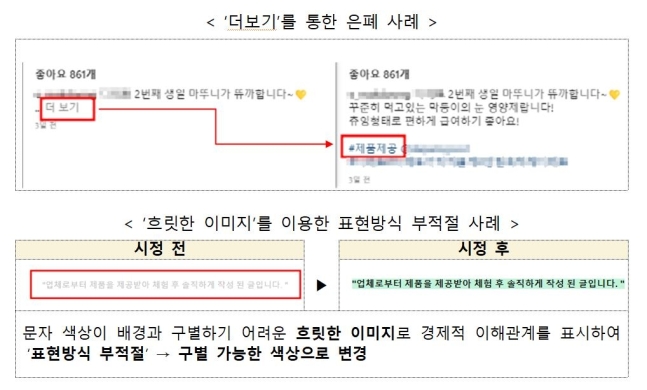 < ‘더보기’를 통한 은폐 사례 >
좋아요 861개
2번째 생일 마뚜니가 뜎까합니다~💛
... 더 보기
3일 전
좋아요 861개
2번째 생일 마뚜니가 뜎까합니다~💛
꾸준히 먹고있는 막둥이의 눈 영양제랍니다!
츄잉형태로 편하게 급여하기 좋아요!
#제품제공
3일 전
< ‘흐릿한 이미지’를 이용한 표현방식 부적절 사례 >
시정 전
시정 후
"업체로부터 제품을 제공받아 체험 후 솔직하게 작성 된 글입니다. "
▶
"업체로부터 제품을 제공받아 체험 후 솔직하게 작성 된 글입니다. "
문자 색상이 배경과 구별하기 어려운 흐릿한 이미지로 경제적 이해관계를 표시하여
‘표현방식 부적절’ → 구별 가능한 색상으로 변경